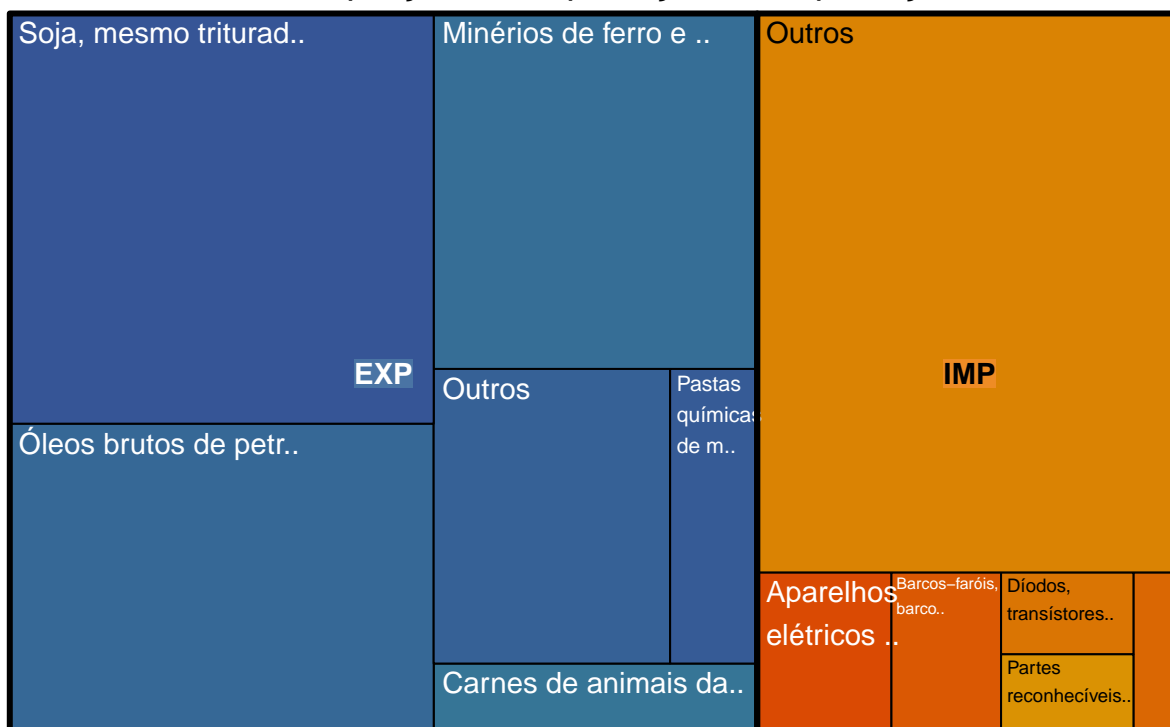 Soja, mesmo triturad..
Minérios de ferro e ..
Outros
EXP
IMP
Outros
Pastas
químicas
de m..
Óleos brutos de petr..
Aparelhos
elétricos ..
Barcos–faróis,
barco..
Díodos,
transístores..
Partes
reconhecíveis..
Carnes de animais da..